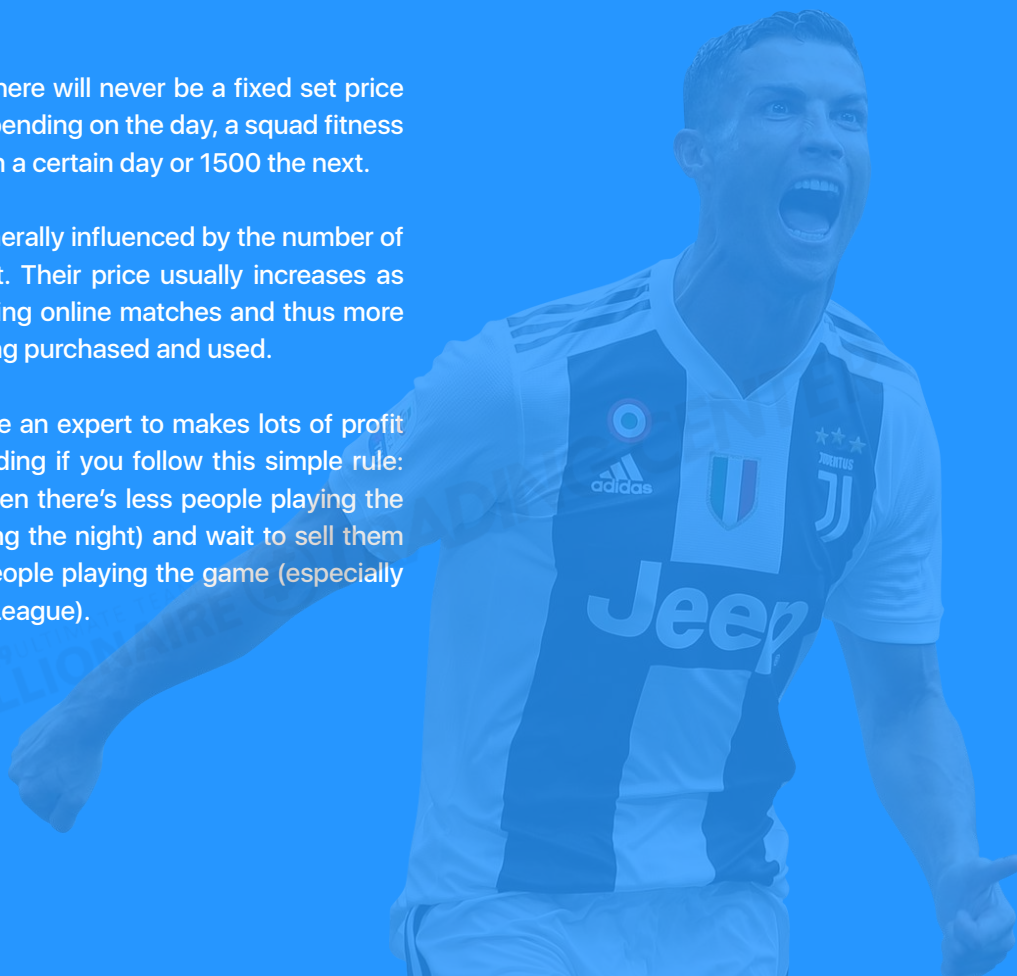 here will never be a fixed set price
pending on the day, a squad fitness
a certain day or 1500 the next.
erally influenced by the number of
t. Their price usually increases as
ing online matches and thus more
ng purchased and used.
e an expert to makes lots of profit
ding if you follow this simple rule:
en there’s less people playing the
ng the night) and wait to sell them
eople playing the game (especially
League).
LLIONAIRE
adidas
JUVENTUS
Jeep